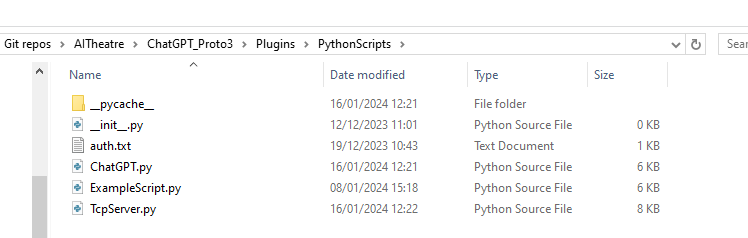 Git repos > AITheatre > ChatGPT_Proto3 > Plugins > PythonScripts > Sear
Name Date modified Type Size
__pycache__ 16/01/2024 12:21 File folder
__init__.py 12/12/2023 11:01 Python Source File 0 KB
auth.txt 19/12/2023 10:43 Text Document 1 KB
ChatGPT.py 16/01/2024 12:21 Python Source File 6 KB
ExampleScript.py 08/01/2024 15:18 Python Source File 6 KB
TcpServer.py 16/01/2024 12:22 Python Source File 8 KB